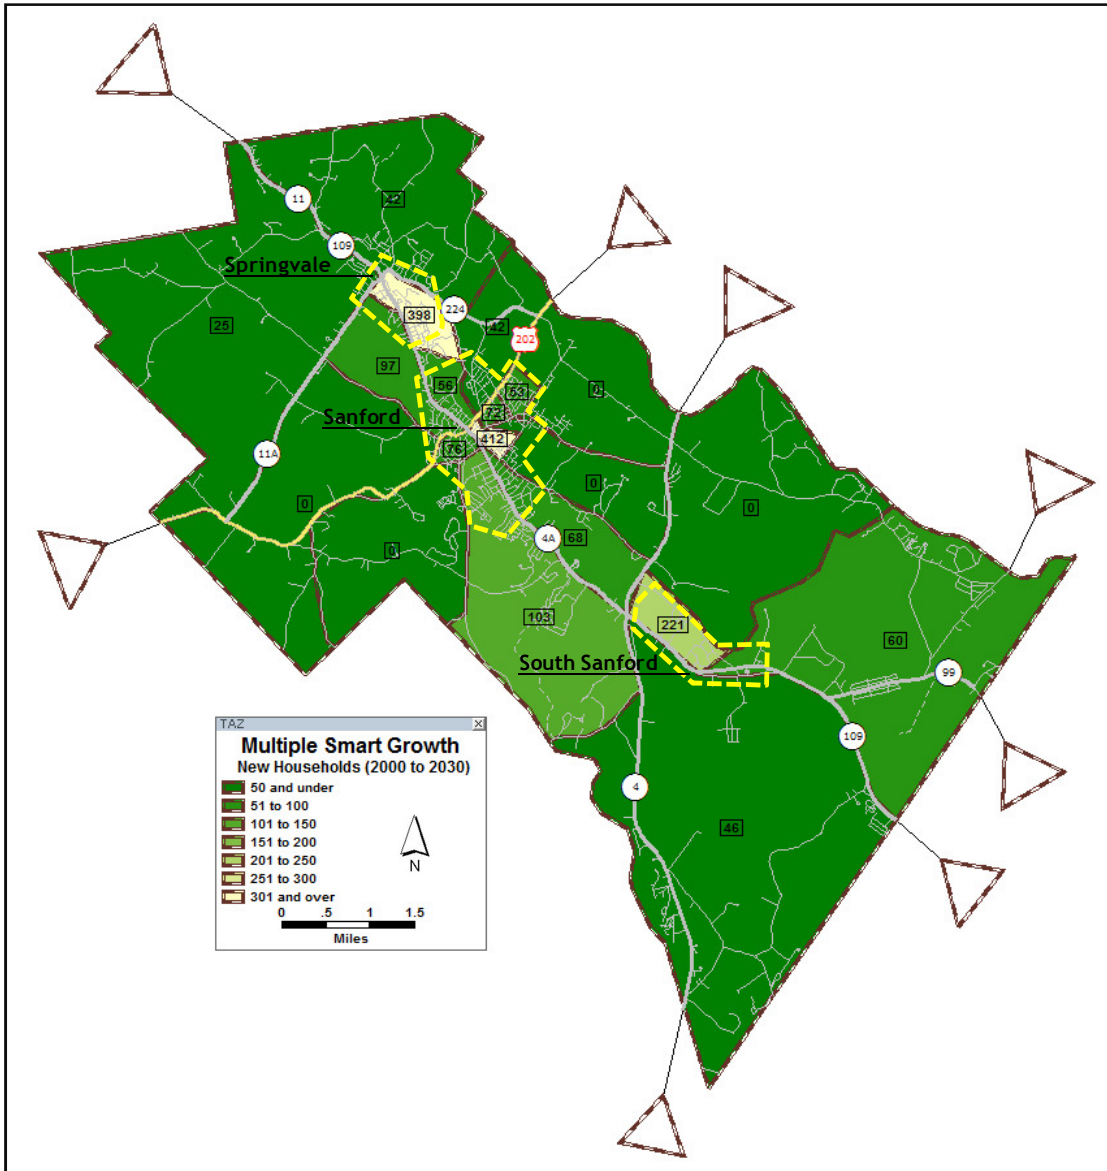 11
42
109
Springvale
25
398
224
42
202
97
56
53
0
72
Sanford
412
76
11A
0
0
0
0
4A
68
103
221
60
South Sanford
99
109
4
46
TAZ
Multiple Smart Growth
New Households (2000 to 2030)
50 and under
51 to 100
101 to 150
151 to 200
201 to 250
251 to 300
301 and over
N
0 .5 1 1.5
Miles